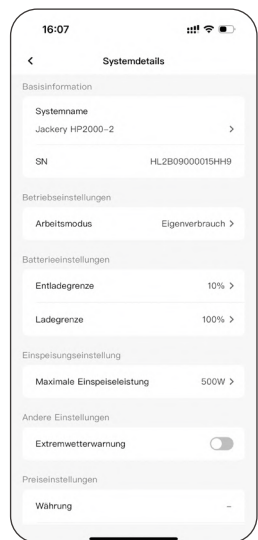 16:07
Systemdetails
Basisinformation
Systemname
Jackery HP2000-2
SN HL2B09000015HH9
Betriebseinstellungen
Arbeitsmodus Eigenverbrauch
Batterieeinstellungen
Entladegrenze 10%
Ladegrenze 100%
Einspeisungseinstellung
Maximale Einspeiseleistung 500W
Andere Einstellungen
Extremwetterwarnung
Preiseinstellungen
Währung –